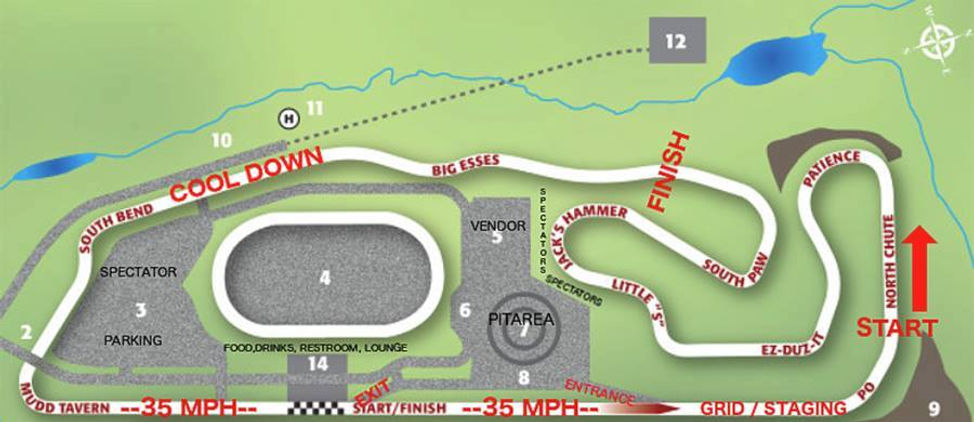 W
N
S
E
12
11
H
10
COOL DOWN
BIG ESSES
FINISH
PATIENCE
SOUTH BEND
VENDOR
5
SPECTATORS
JACK'S HAMMER
SOUTH PAW
NORTH CHUTE
SPECTATOR
3
PARKING
4
6
PITAREA
7
SPECTATORS
LITTLE "S"
START
2
FOOD,DRINKS, RESTROOM, LOUNGE
14
EZ-DUZ-IT
8
EXIT
ENTRANCE
PO
MUDD TAVERN
--35 MPH--
START/FINISH
--35 MPH--
GRID / STAGING
9